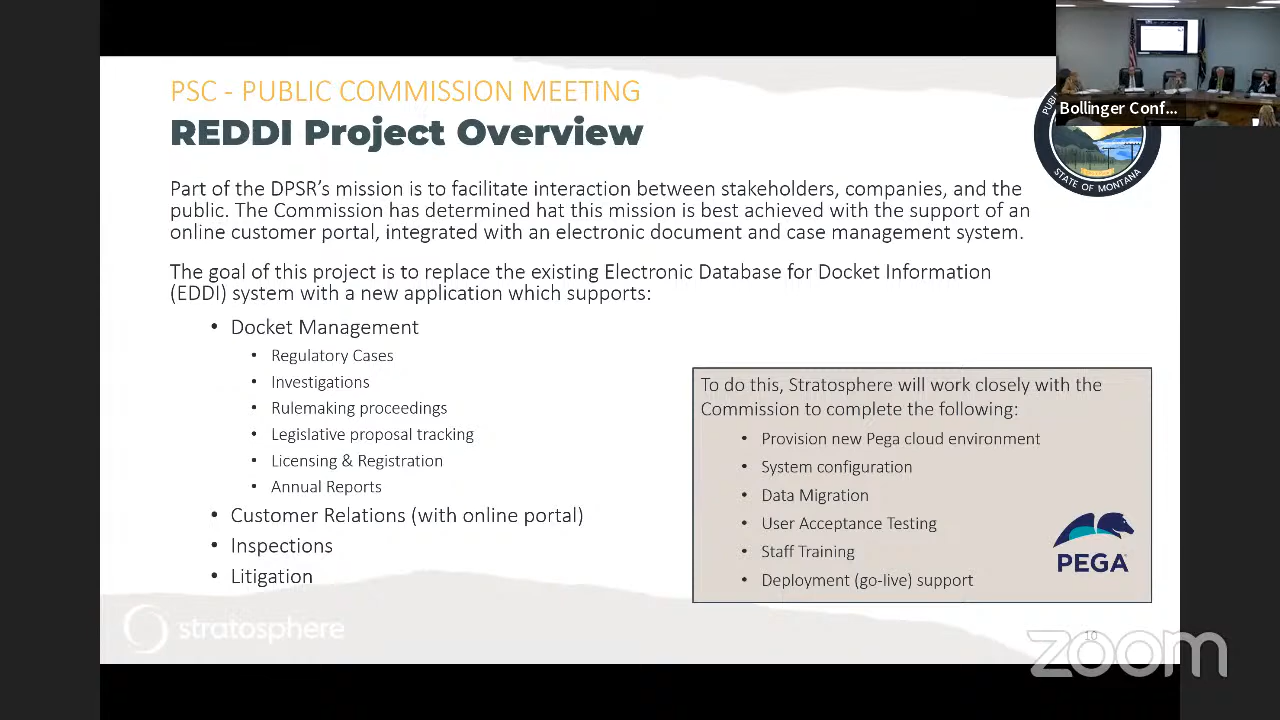 PSC - PUBLIC COMMISSION MEETING
REDDI Project Overview
Bollinger Conf...
PUBLI
STATE OF MONTANA
Part of the DPSR's mission is to facilitate interaction between stakeholders, companies, and the
public. The Commission has determined hat this mission is best achieved with the support of an
online customer portal, integrated with an electronic document and case management system.
The goal of this project is to replace the existing Electronic Database for Docket Information
(EDDI) system with a new application which supports:
• Docket Management
• Regulatory Cases
• Investigations
• Rulemaking proceedings
• Legislative proposal tracking
• Licensing & Registration
• Annual Reports
• Customer Relations (with online portal)
• Inspections
• Litigation
To do this, Stratosphere will work closely with the
Commission to complete the following:
• Provision new Pega cloud environment
• System configuration
• Data Migration
• User Acceptance Testing
• Staff Training
• Deployment (go-live) support
PEGA
stratosphere
10
zoom